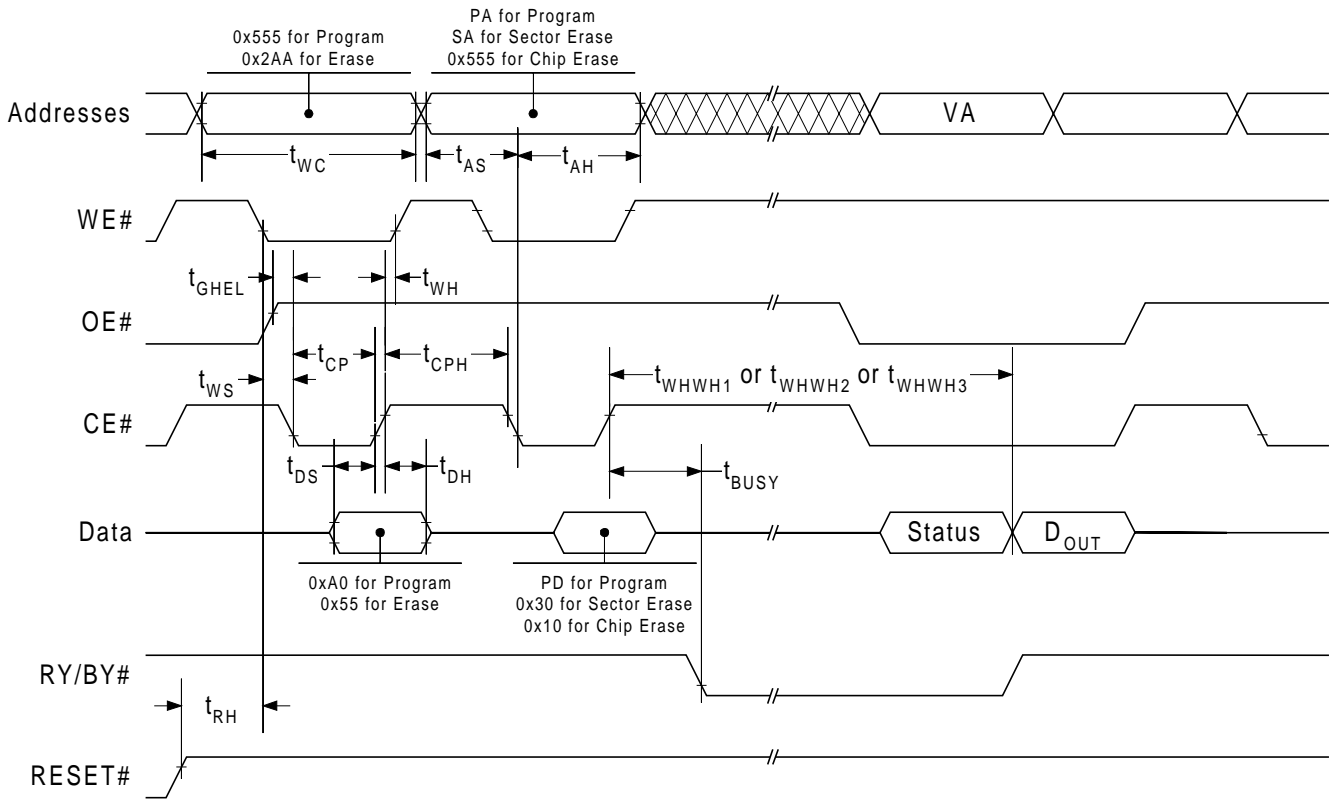 0x555 for Program
0x2AA for Erase
PA for Program
SA for Sector Erase
0x555 for Chip Erase
Addresses
VA
tWC
tAS
tAH
WE#
tGHEL
tWH
OE#
tCP
tCPH
tWS
tWHWH1 or tWHWH2 or tWHWH3
CE#
tDS
tDH
tBUSY
Data
Status
DOUT
0xA0 for Program
0x55 for Erase
PD for Program
0x30 for Sector Erase
0x10 for Chip Erase
RY/BY#
tRH
RESET#